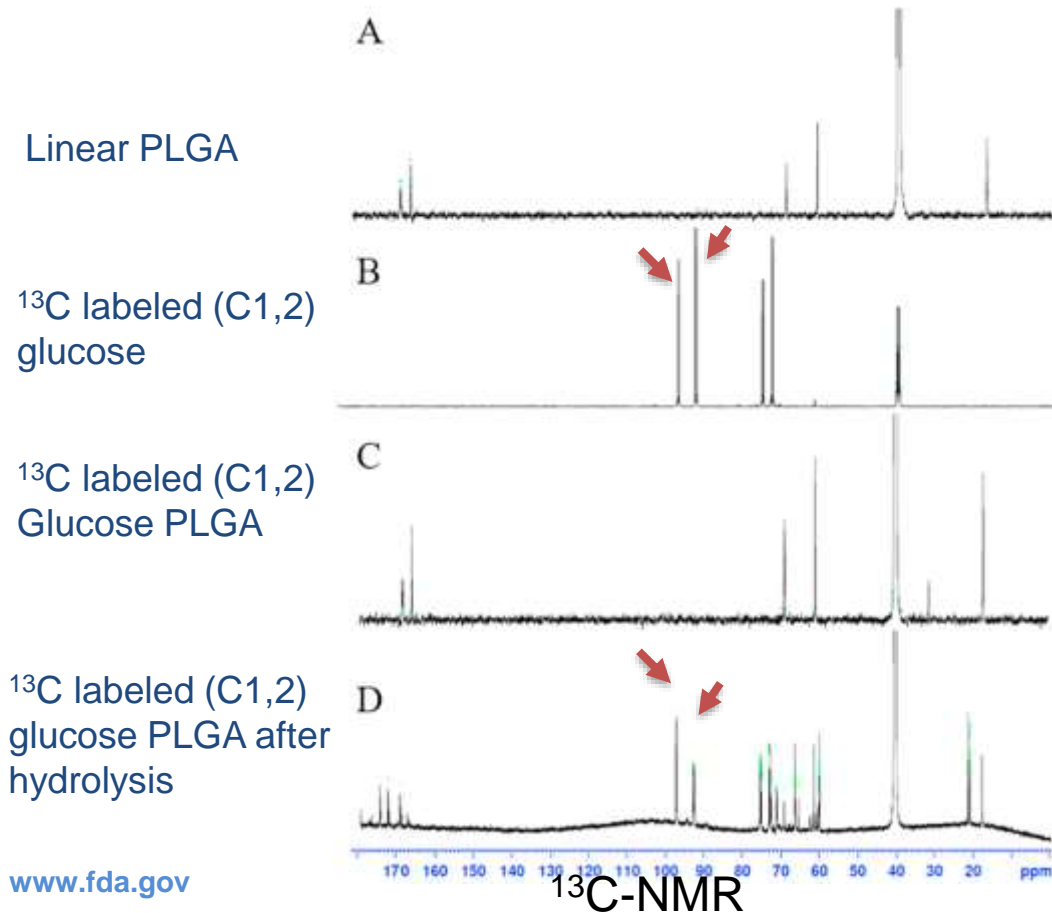 A
Linear PLGA
B
¹³C labeled (C1,2)
glucose
C
¹³C labeled (C1,2)
Glucose PLGA
D
¹³C labeled (C1,2)
glucose PLGA after
hydrolysis
170 160 150 140 130 120 110 100 90 80 70 60 50 40 30 20 ppm
www.fda.gov
¹³C-NMR